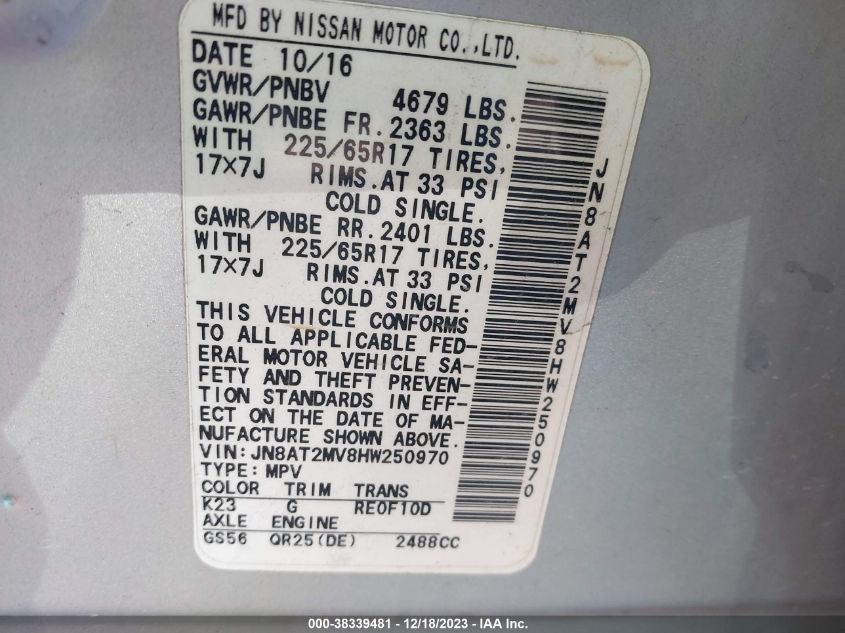 MFD BY NISSAN MOTOR CO.,LTD.
DATE 10/16
GVWR/PNBV 4679 LBS.
GAWR/PNBE FR. 2363 LBS.
WITH 225/65R17 TIRES,
17×7J RIMS. AT 33 PSI
COLD SINGLE.
GAWR/PNBE RR. 2401 LBS.
WITH 225/65R17 TIRES,
17×7J RIMS. AT 33 PSI
COLD SINGLE.
THIS VEHICLE CONFORMS
TO ALL APPLICABLE FED-
ERAL MOTOR VEHICLE SA-
FETY AND THEFT PREVEN-
TION STANDARDS IN EFF-
ECT ON THE DATE OF MA-
NUFACTURE SHOWN ABOVE.
VIN:JN8AT2MV8HW250970
TYPE:MPV
COLOR TRIM TRANS
K23 G RE0F10D
AXLE ENGINE
GS56 QR25(DE) 2488CC
JN8AT2MV8HW250970
000-38339481 - 12/18/2023 - IAA Inc.